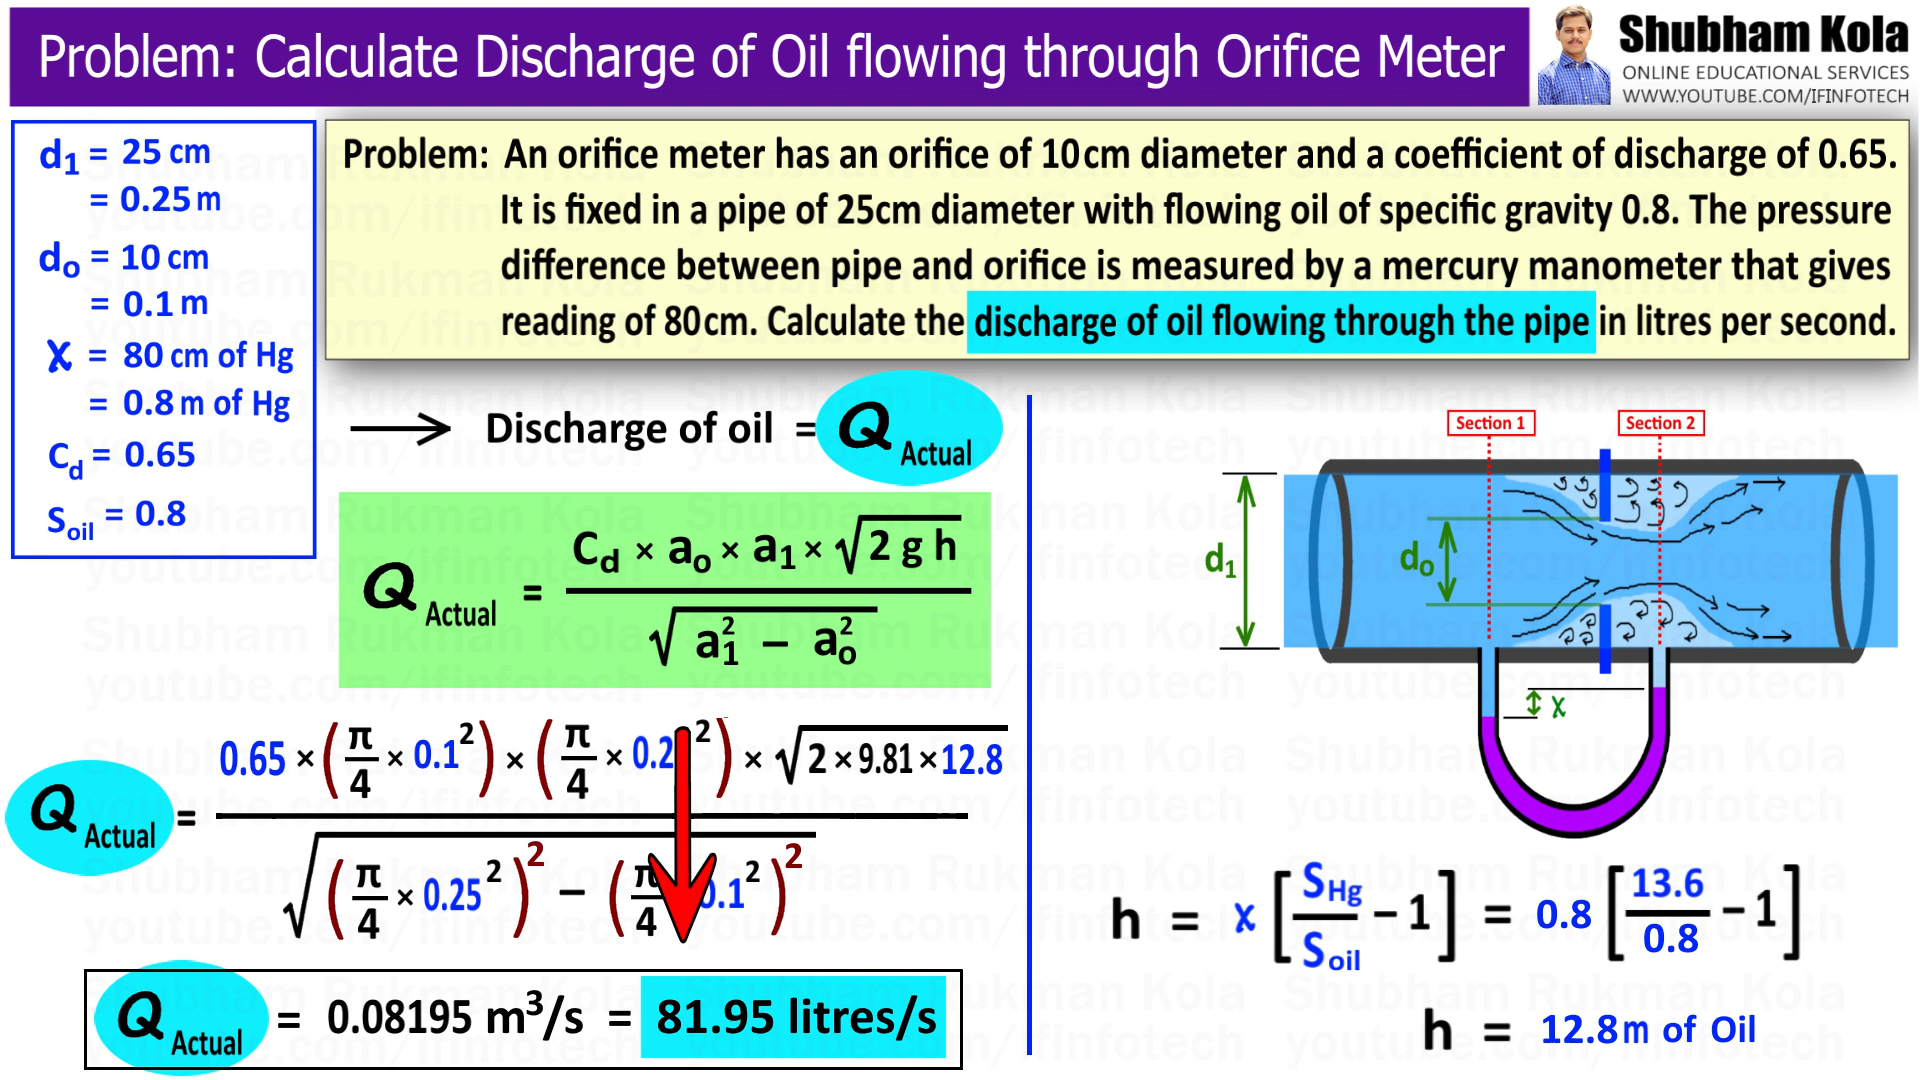 Problem: Calculate Discharge of Oil flowing through Orifice Meter
Shubham Kola
ONLINE EDUCATIONAL SERVICES
WWW.YOUTUBE.COM/IFINFOTECH
d1 = 25 cm
= 0.25 m
do = 10 cm
= 0.1 m
x = 80 cm of Hg
= 0.8 m of Hg
Cd = 0.65
Soil = 0.8
Problem: An orifice meter has an orifice of 10cm diameter and a coefficient of discharge of 0.65.
It is fixed in a pipe of 25cm diameter with flowing oil of specific gravity 0.8. The pressure
difference between pipe and orifice is measured by a mercury manometer that gives
reading of 80cm. Calculate the discharge of oil flowing through the pipe in litres per second.
Discharge of oil = Q Actual
Q Actual = Cd × ao × a1 × √2 g h
√a1² − ao²
Q Actual = 0.65 × (π/4 × 0.1²) × (π/4 × 0.2 ²) × √2 × 9.81 × 12.8
√(π/4 × 0.25²)² − (π/4 0.1²)²
Q Actual = 0.08195 m³/s = 81.95 litres/s
Section 1
Section 2
d1
do
x
h = x [SHg/Soil − 1] = 0.8 [13.6/0.8 − 1]
h = 12.8 m of Oil